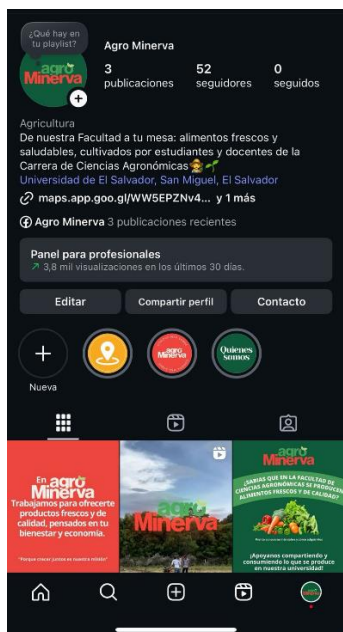 ¿Qué hay en
tu playlist?
Agro Minerva
agro
Minerva
3
publicaciones
52
seguidores
0
seguidos
Agricultura
De nuestra Facultad a tu mesa: alimentos frescos y
saludables, cultivados por estudiantes y docentes de la
Carrera de Ciencias Agronómicas
Universidad de El Salvador, San Miguel, El Salvador
maps.app.goo.gl/WW5EPZNv4... y 1 más
Agro Minerva 3 publicaciones recientes
Panel para profesionales
3,8 mil visualizaciones en los últimos 30 días.
Editar
Compartir perfil
Contacto
agro
Minerva
Quienes
somos
Nueva
En agro
Minerva
Trabajamos para ofrecerte
productos frescos y de
calidad, pensados en tu
bienestar y economía.
agro
Minerva
agro
Minerva
¿SABIAS QUE EN LA FACULTAD DE
CIENCIAS AGRONÓMICAS SE PRODUCEN
ALIMENTOS FRESCOS Y DE CALIDAD?
¡Apoyanos compartiendo y
consumiendo lo que se produce
en nuestra universidad!